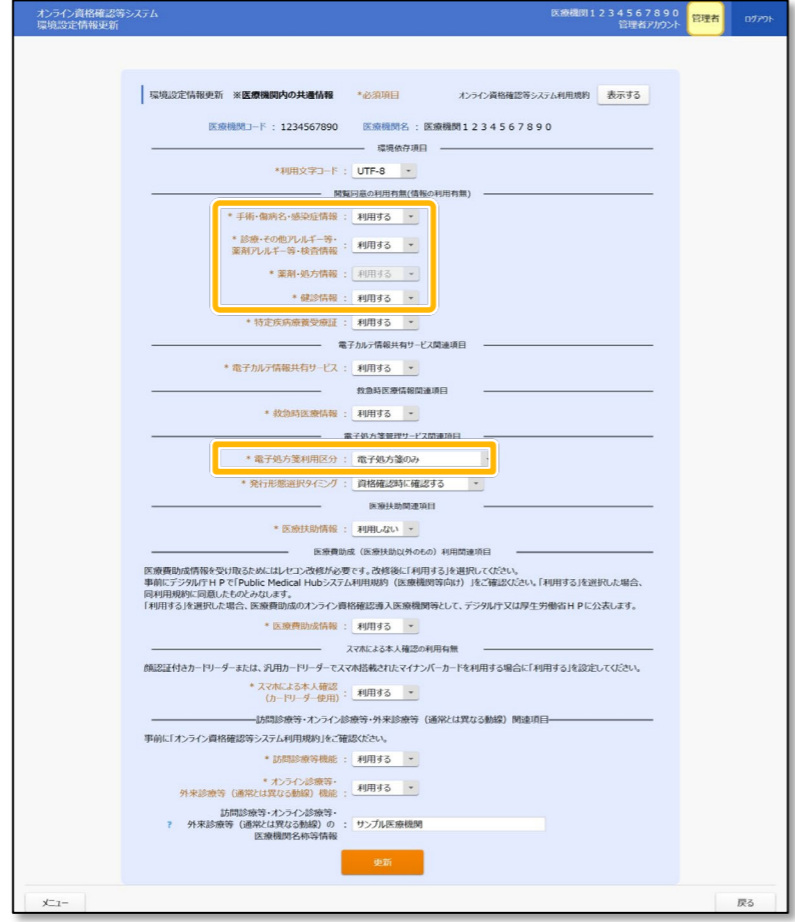 オンライン資格確認等システム
環境設定情報更新
医療機関1234567890
管理者アカウント
管理者
ログアウト
環境設定情報更新 ※医療機関内の共通情報 *必須項目 オンライン資格確認等システム利用規約 表示する
医療機関コード : 1234567890 医療機関名 : 医療機関1234567890
環境依存項目
*利用文字コード : UTF-8
閲覧同意の利用有無(情報の利用有無)
* 手術・傷病名・感染症情報 : 利用する
* 診療・その他アレルギー等・
薬剤アレルギー等・検査情報 : 利用する
* 薬剤・処方情報 : 利用する
* 健診情報 : 利用する
* 特定疾病療養受療証 : 利用する
電子カルテ情報共有サービス関連項目
* 電子カルテ情報共有サービス : 利用する
救急時医療情報関連項目
* 救急時医療情報 : 利用する
電子処方箋管理サービス関連項目
* 電子処方箋利用区分 : 電子処方箋のみ
* 発行形態選択タイミング : 資格確認時に確認する
医療扶助関連項目
* 医療扶助情報 : 利用しない
医療費助成（医療扶助以外のもの）利用関連項目
医療費助成情報を受け取るためにはレセコン改修が必要です。改修後に「利用する」を選択してください。
事前にデジタル庁ＨＰで「Public Medical Hubシステム利用規約（医療機関等向け）」をご確認ください。「利用する」を選択した場合、
同利用規約に同意したものとみなします。
「利用する」を選択した場合、医療費助成のオンライン資格確認導入医療機関等として、デジタル庁又は厚生労働省ＨＰに公表します。
* 医療費助成情報 : 利用する
スマホによる本人確認の利用有無
顔認証付きカードリーダーまたは、汎用カードリーダーでスマホ搭載されたマイナンバーカードを利用する場合に「利用する」を設定してください。
* スマホによる本人確認
（カードリーダー使用） : 利用する
訪問診療等・オンライン診療等・外来診療等（通常とは異なる動線）関連項目
事前に「オンライン資格確認等システム利用規約」をご確認ください。
* 訪問診療等機能 : 利用する
* オンライン診療等・
外来診療等（通常とは異なる動線）機能 : 利用する
訪問診療等・オンライン診療等・
? 外来診療等（通常とは異なる動線）の : サンプル医療機関
医療機関名称等情報
更新
メニュー
戻る